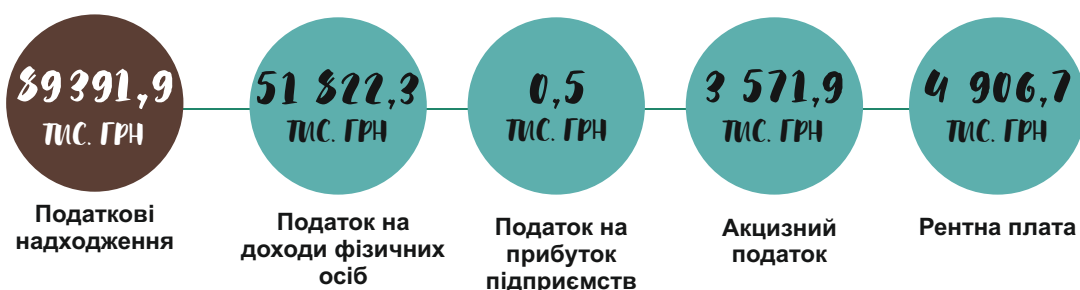 89391,9
ТИС. ГРН
51 822,3
ТИС. ГРН
0,5
ТИС. ГРН
3 571,9
ТИС. ГРН
4 906,7
ТИС. ГРН
Податкові
надходження
Податок на
доходи фізичних
осіб
Податок на
прибуток
підприємств
Акцизний
податок
Рентна плата